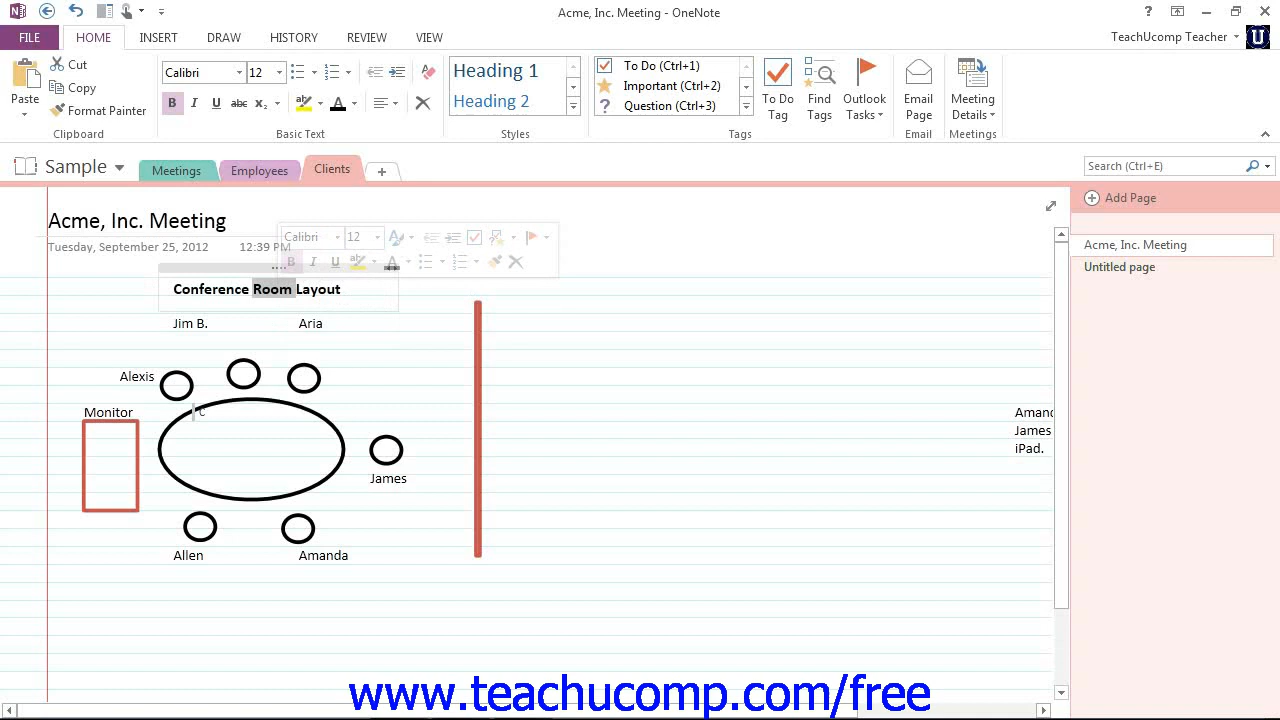 Acme, Inc. Meeting - OneNote
FILE HOME INSERT DRAW HISTORY REVIEW VIEW
TeachUcomp Teacher
Paste
Cut
Copy
Format Painter
Clipboard
Calibri 12
B I U abc x₂ A
Basic Text
Heading 1
Heading 2
Styles
To Do (Ctrl+1)
Important (Ctrl+2)
Question (Ctrl+3)
To Do Tag
Find Tags
Outlook Tasks
Tags
Email Page
Email
Meeting Details
Meetings
Sample
Meetings Employees Clients
Search (Ctrl+E)
Add Page
Acme, Inc. Meeting
Untitled page
Acme, Inc. Meeting
Tuesday, September 25, 2012 12:39 PM
Calibri 12
B I U A
Conference Room Layout
Jim B. Aria
Alexis
Monitor
C
James
Allen Amanda
James
iPad.
www.teachucomp.com/free